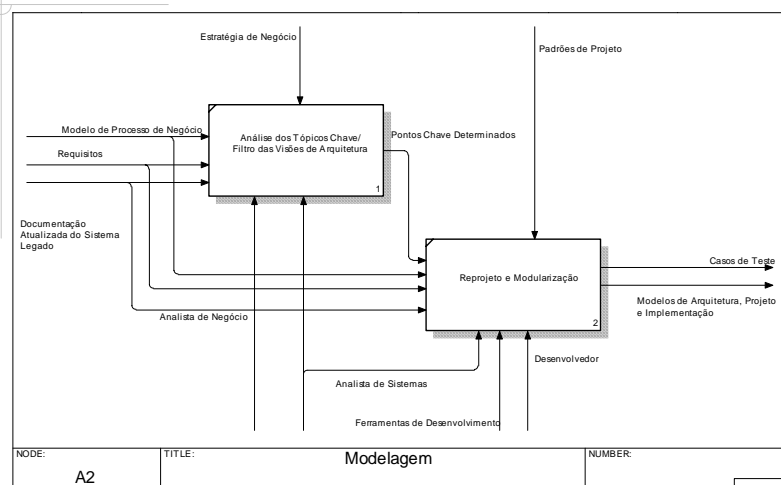 Estratégia de Negócio
Padrões de Projeto
Modelo de Processo de Negócio
Análise dos Tópicos Chave/
Filtro das Visões de Arquitetura
1
Pontos Chave Determinados
Requisitos
Documentação
Atualizada do Sistema
Legado
Reprojeto e Modularização
2
Casos de Teste
Modelos de Arquitetura, Projeto
e Implementação
Analista de Negócio
Desenvolvedor
Analista de Sistemas
Ferramentas de Desenvolvimento
NODE:
TITLE:
NUMBER:
Modelagem
A2